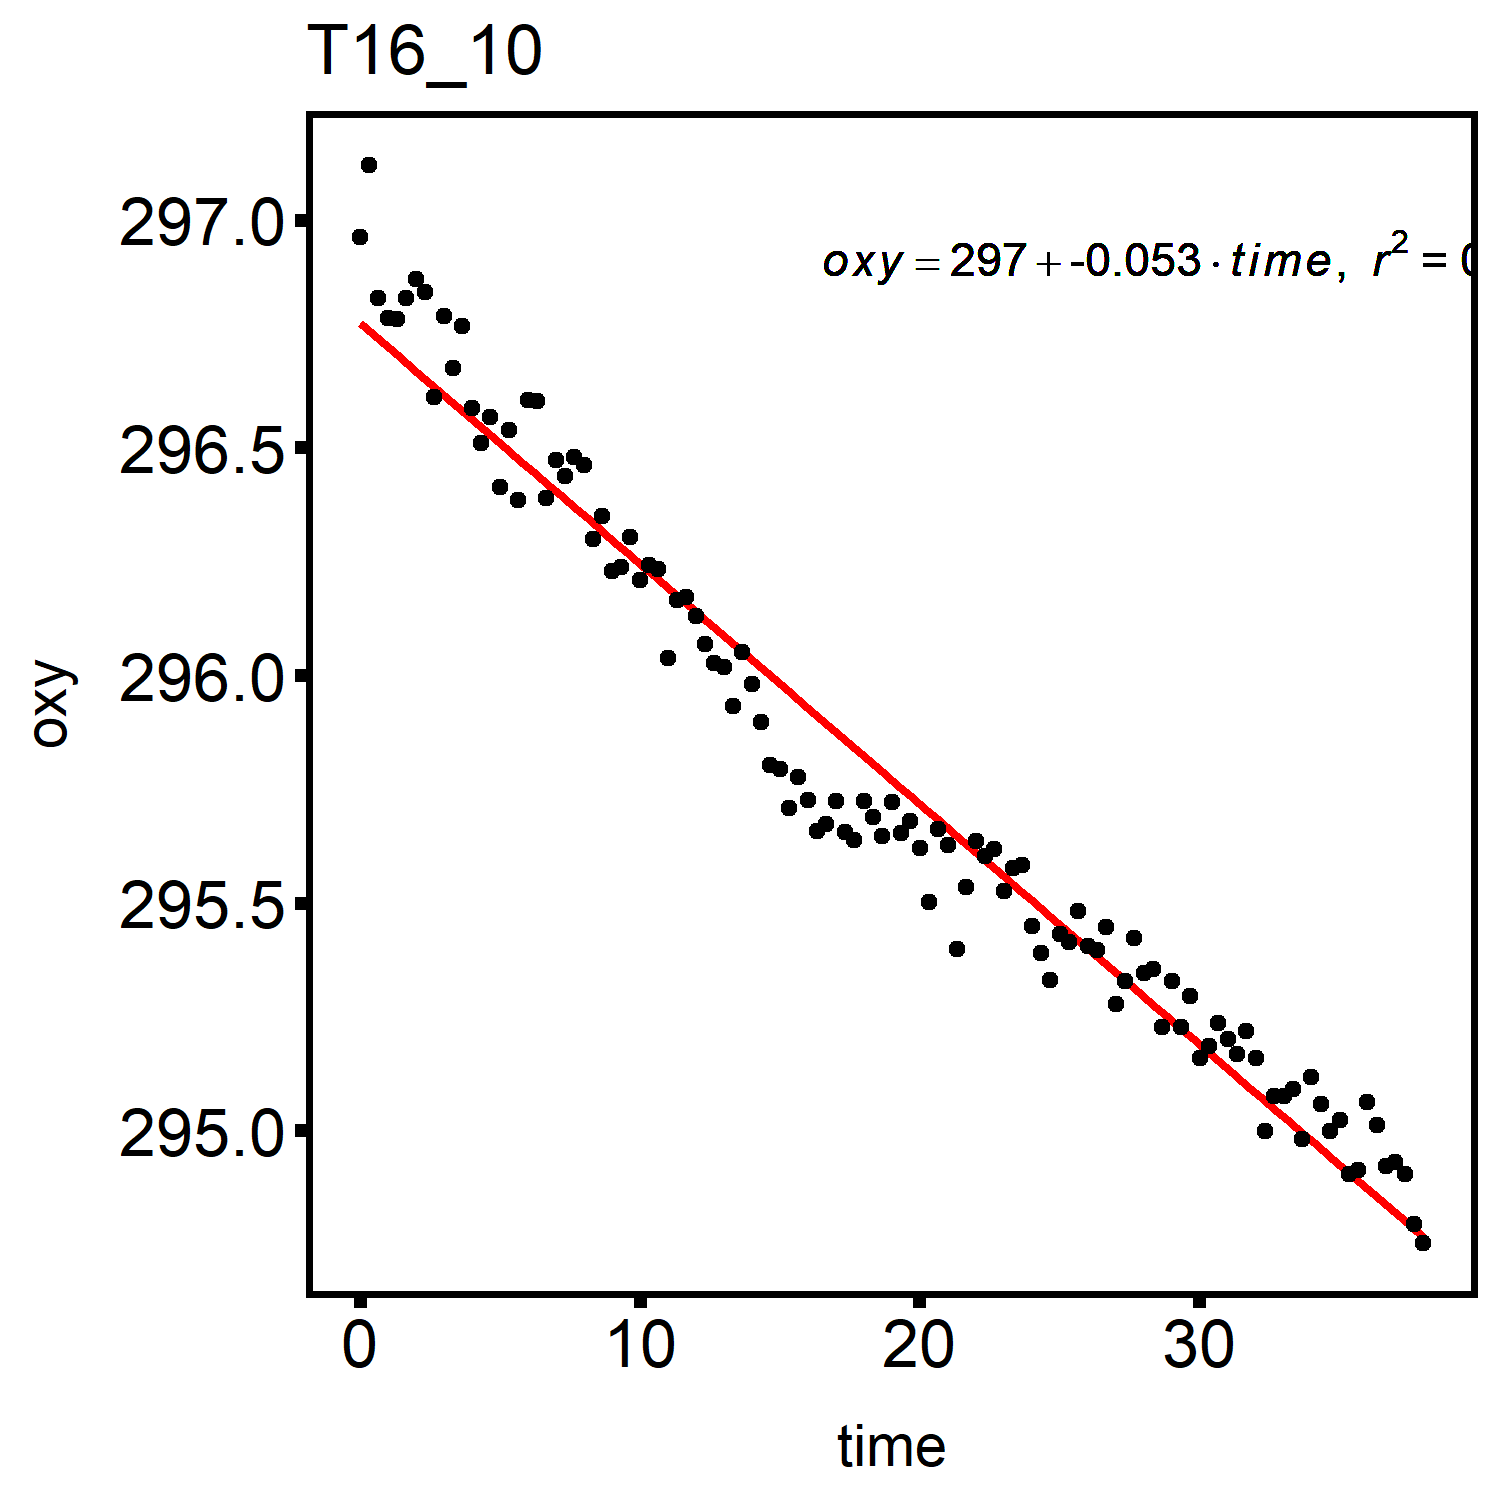 T16_10
oxy = 297 + -0.053 · time, r² =
297.0
296.5
296.0
295.5
295.0
oxy
0 10 20 30
time